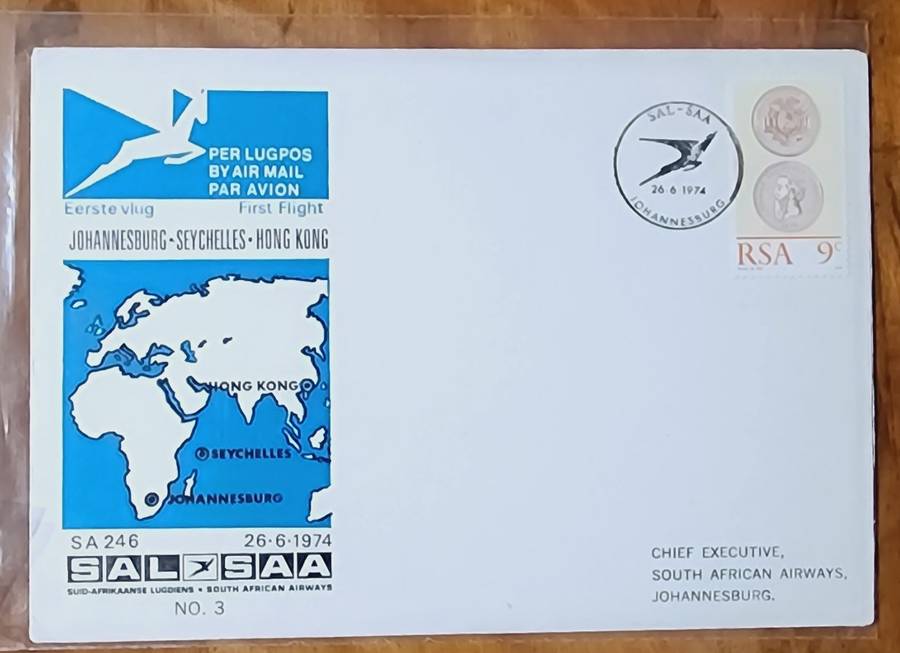 PER LUGPOS
BY AIR MAIL
PAR AVION
Eerste vlug First Flight
JOHANNESBURG - SEYCHELLES • HONG KONG
HONG KONG
SEYCHELLES
JOHANNESBURG
SA 246 26·6·1974
SAL SAA
SUID-AFRIKAANSE LUGDIENS • SOUTH AFRICAN AIRWAYS
NO. 3
SAL-SAA
26·6·1974
JOHANNESBURG
RSA 9c
CHIEF EXECUTIVE,
SOUTH AFRICAN AIRWAYS,
JOHANNESBURG.